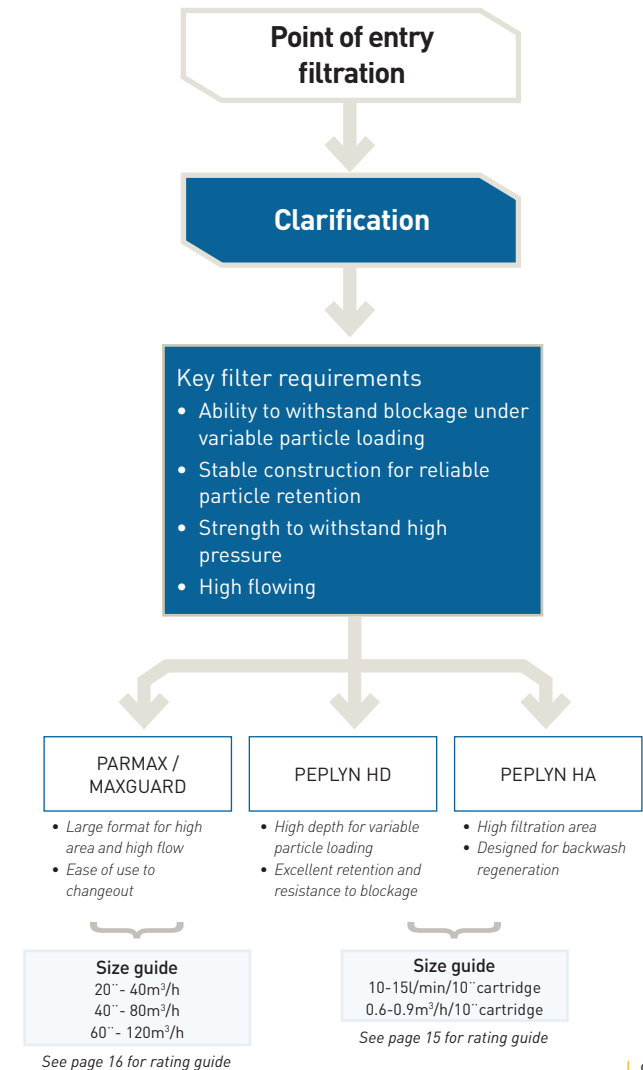 Point of entry
filtration
Clarification
Key filter requirements
• Ability to withstand blockage under
variable particle loading
• Stable construction for reliable
particle retention
• Strength to withstand high
pressure
• High flowing
PARMAX /
MAXGUARD
• Large format for high
area and high flow
• Ease of use to
changeout
PEPLYN HD
• High depth for variable
particle loading
• Excellent retention and
resistance to blockage
PEPLYN HA
• High filtration area
• Designed for backwash
regeneration
Size guide
20¨- 40m³/h
40¨- 80m³/h
60¨- 120m³/h
See page 16 for rating guide
Size guide
10-15l/min/10¨cartridge
0.6-0.9m³/h/10¨cartridge
See page 15 for rating guide